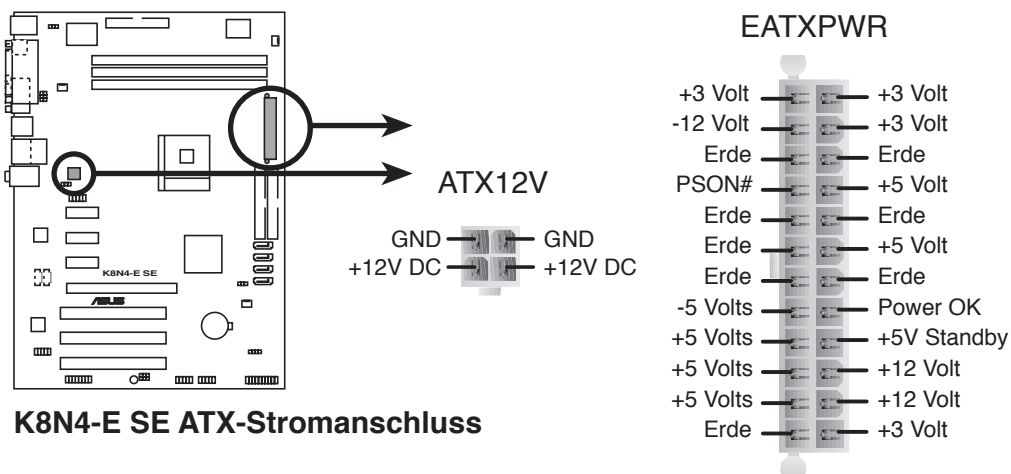 EATXPWR
+3 Volt +3 Volt
-12 Volt +3 Volt
Erde Erde
PSON# +5 Volt
Erde Erde
Erde +5 Volt
Erde Erde
-5 Volts Power OK
+5 Volts +5V Standby
+5 Volts +12 Volt
+5 Volts +12 Volt
Erde +3 Volt
ATX12V
GND GND
+12V DC +12V DC
K8N4-E SE
ASUS
K8N4-E SE ATX-Stromanschluss